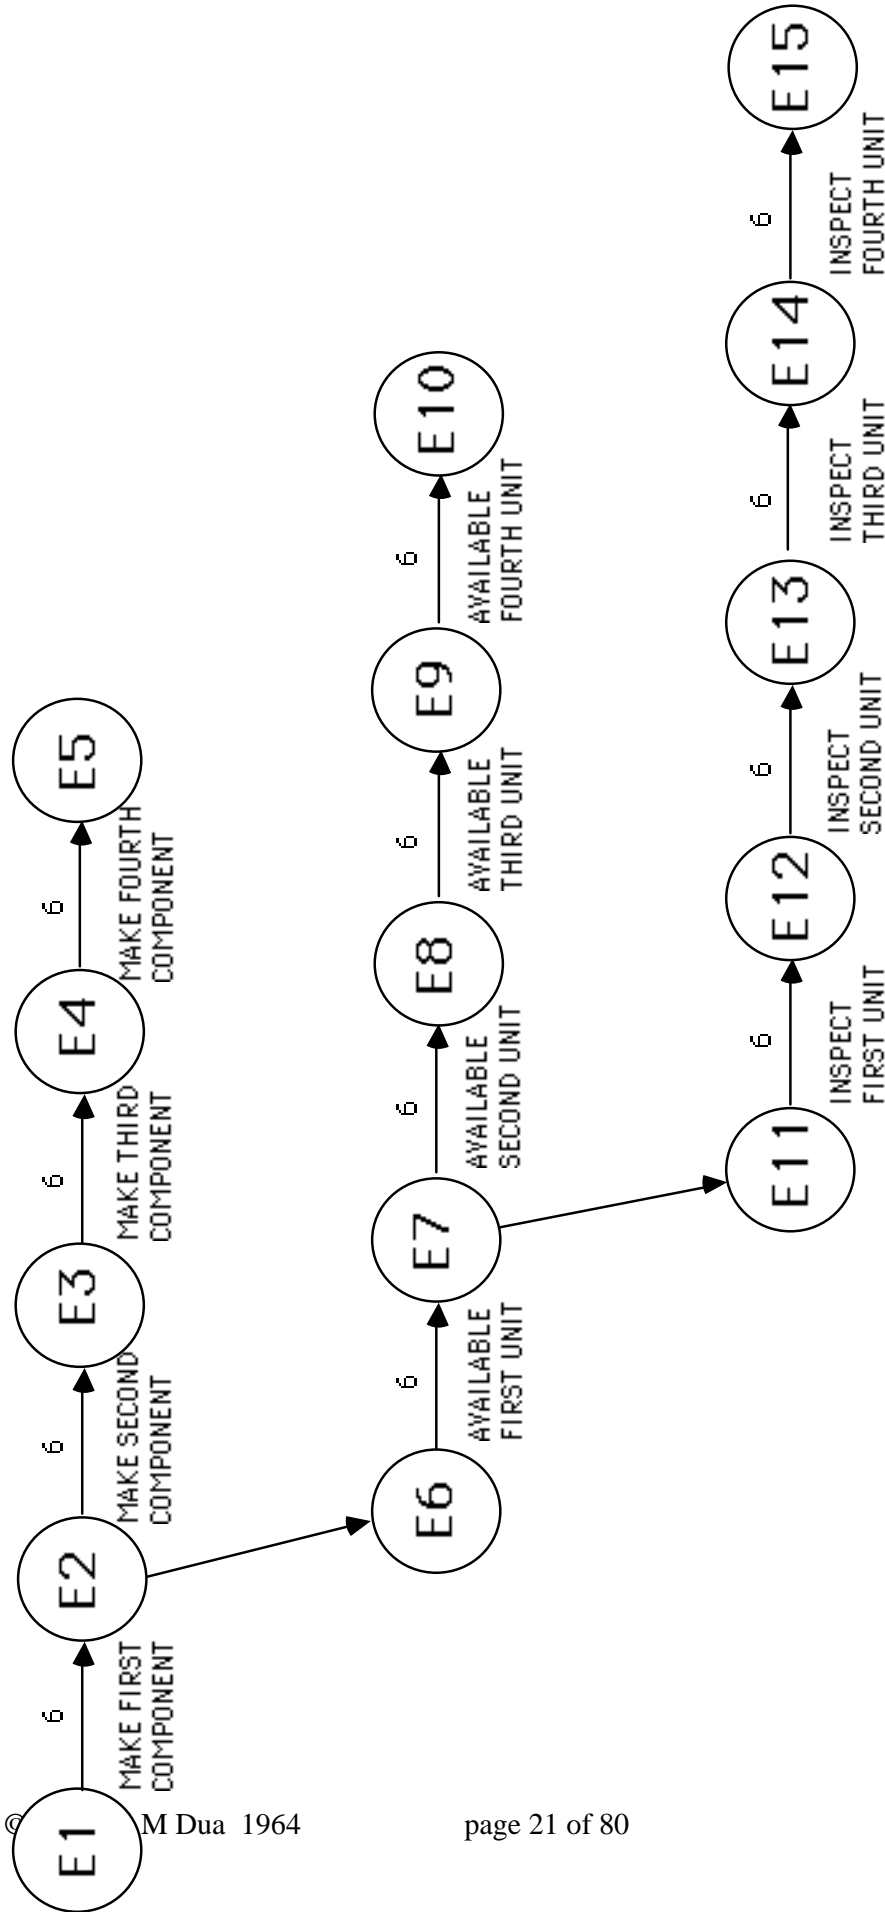 6
6
6
6
E1
E2
E3
E4
E5
MAKE FIRST
COMPONENT
MAKE SECOND
COMPONENT
MAKE THIRD
COMPONENT
MAKE FOURTH
COMPONENT
6
6
6
6
E6
E7
E8
E9
E10
AVAILABLE
FIRST UNIT
AVAILABLE
SECOND UNIT
AVAILABLE
THIRD UNIT
AVAILABLE
FOURTH UNIT
6
6
6
6
E11
E12
E13
E14
E15
INSPECT
FIRST UNIT
INSPECT
SECOND UNIT
INSPECT
THIRD UNIT
INSPECT
FOURTH UNIT
© M Dua 1964 page 21 of 80